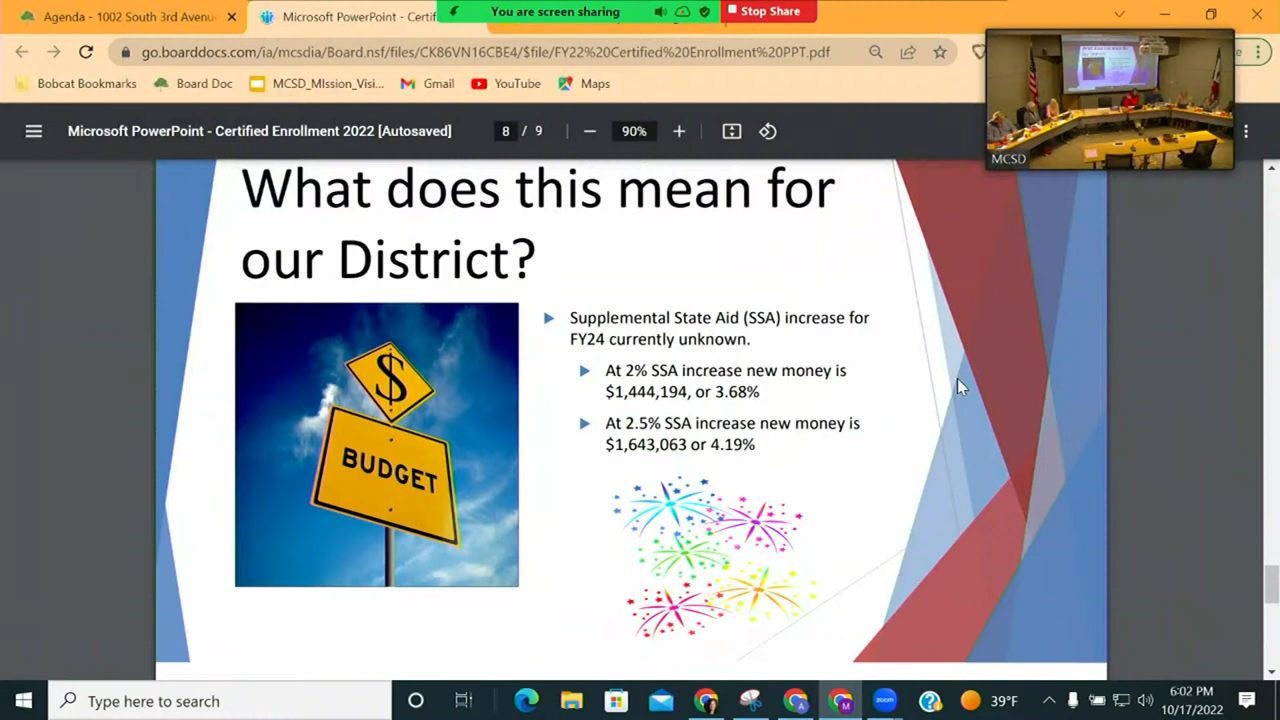 Agenda - 1002 South 3rd Avenue
Microsoft PowerPoint - Certif
You are screen sharing
Stop Share
go.boarddocs.com/ia/mcsdia/Board.nsf/files/CK86VN16CBE4/$file/FY22%20Certified%20Enrollment%20PPT.pdf
Bobcat Bookmarks
Board Doc
MCSD_MIssion_Visi...
Gmail
YouTube
Maps
Microsoft PowerPoint - Certified Enrollment 2022 [Autosaved]
8 / 9
90%
MCSD
What does this mean for
our District?
$
BUDGET
Supplemental State Aid (SSA) increase for
FY24 currently unknown.
At 2% SSA increase new money is
$1,444,194, or 3.68%
At 2.5% SSA increase new money is
$1,643,063 or 4.19%
Type here to search
zoom
39°F
6:02 PM
10/17/2022